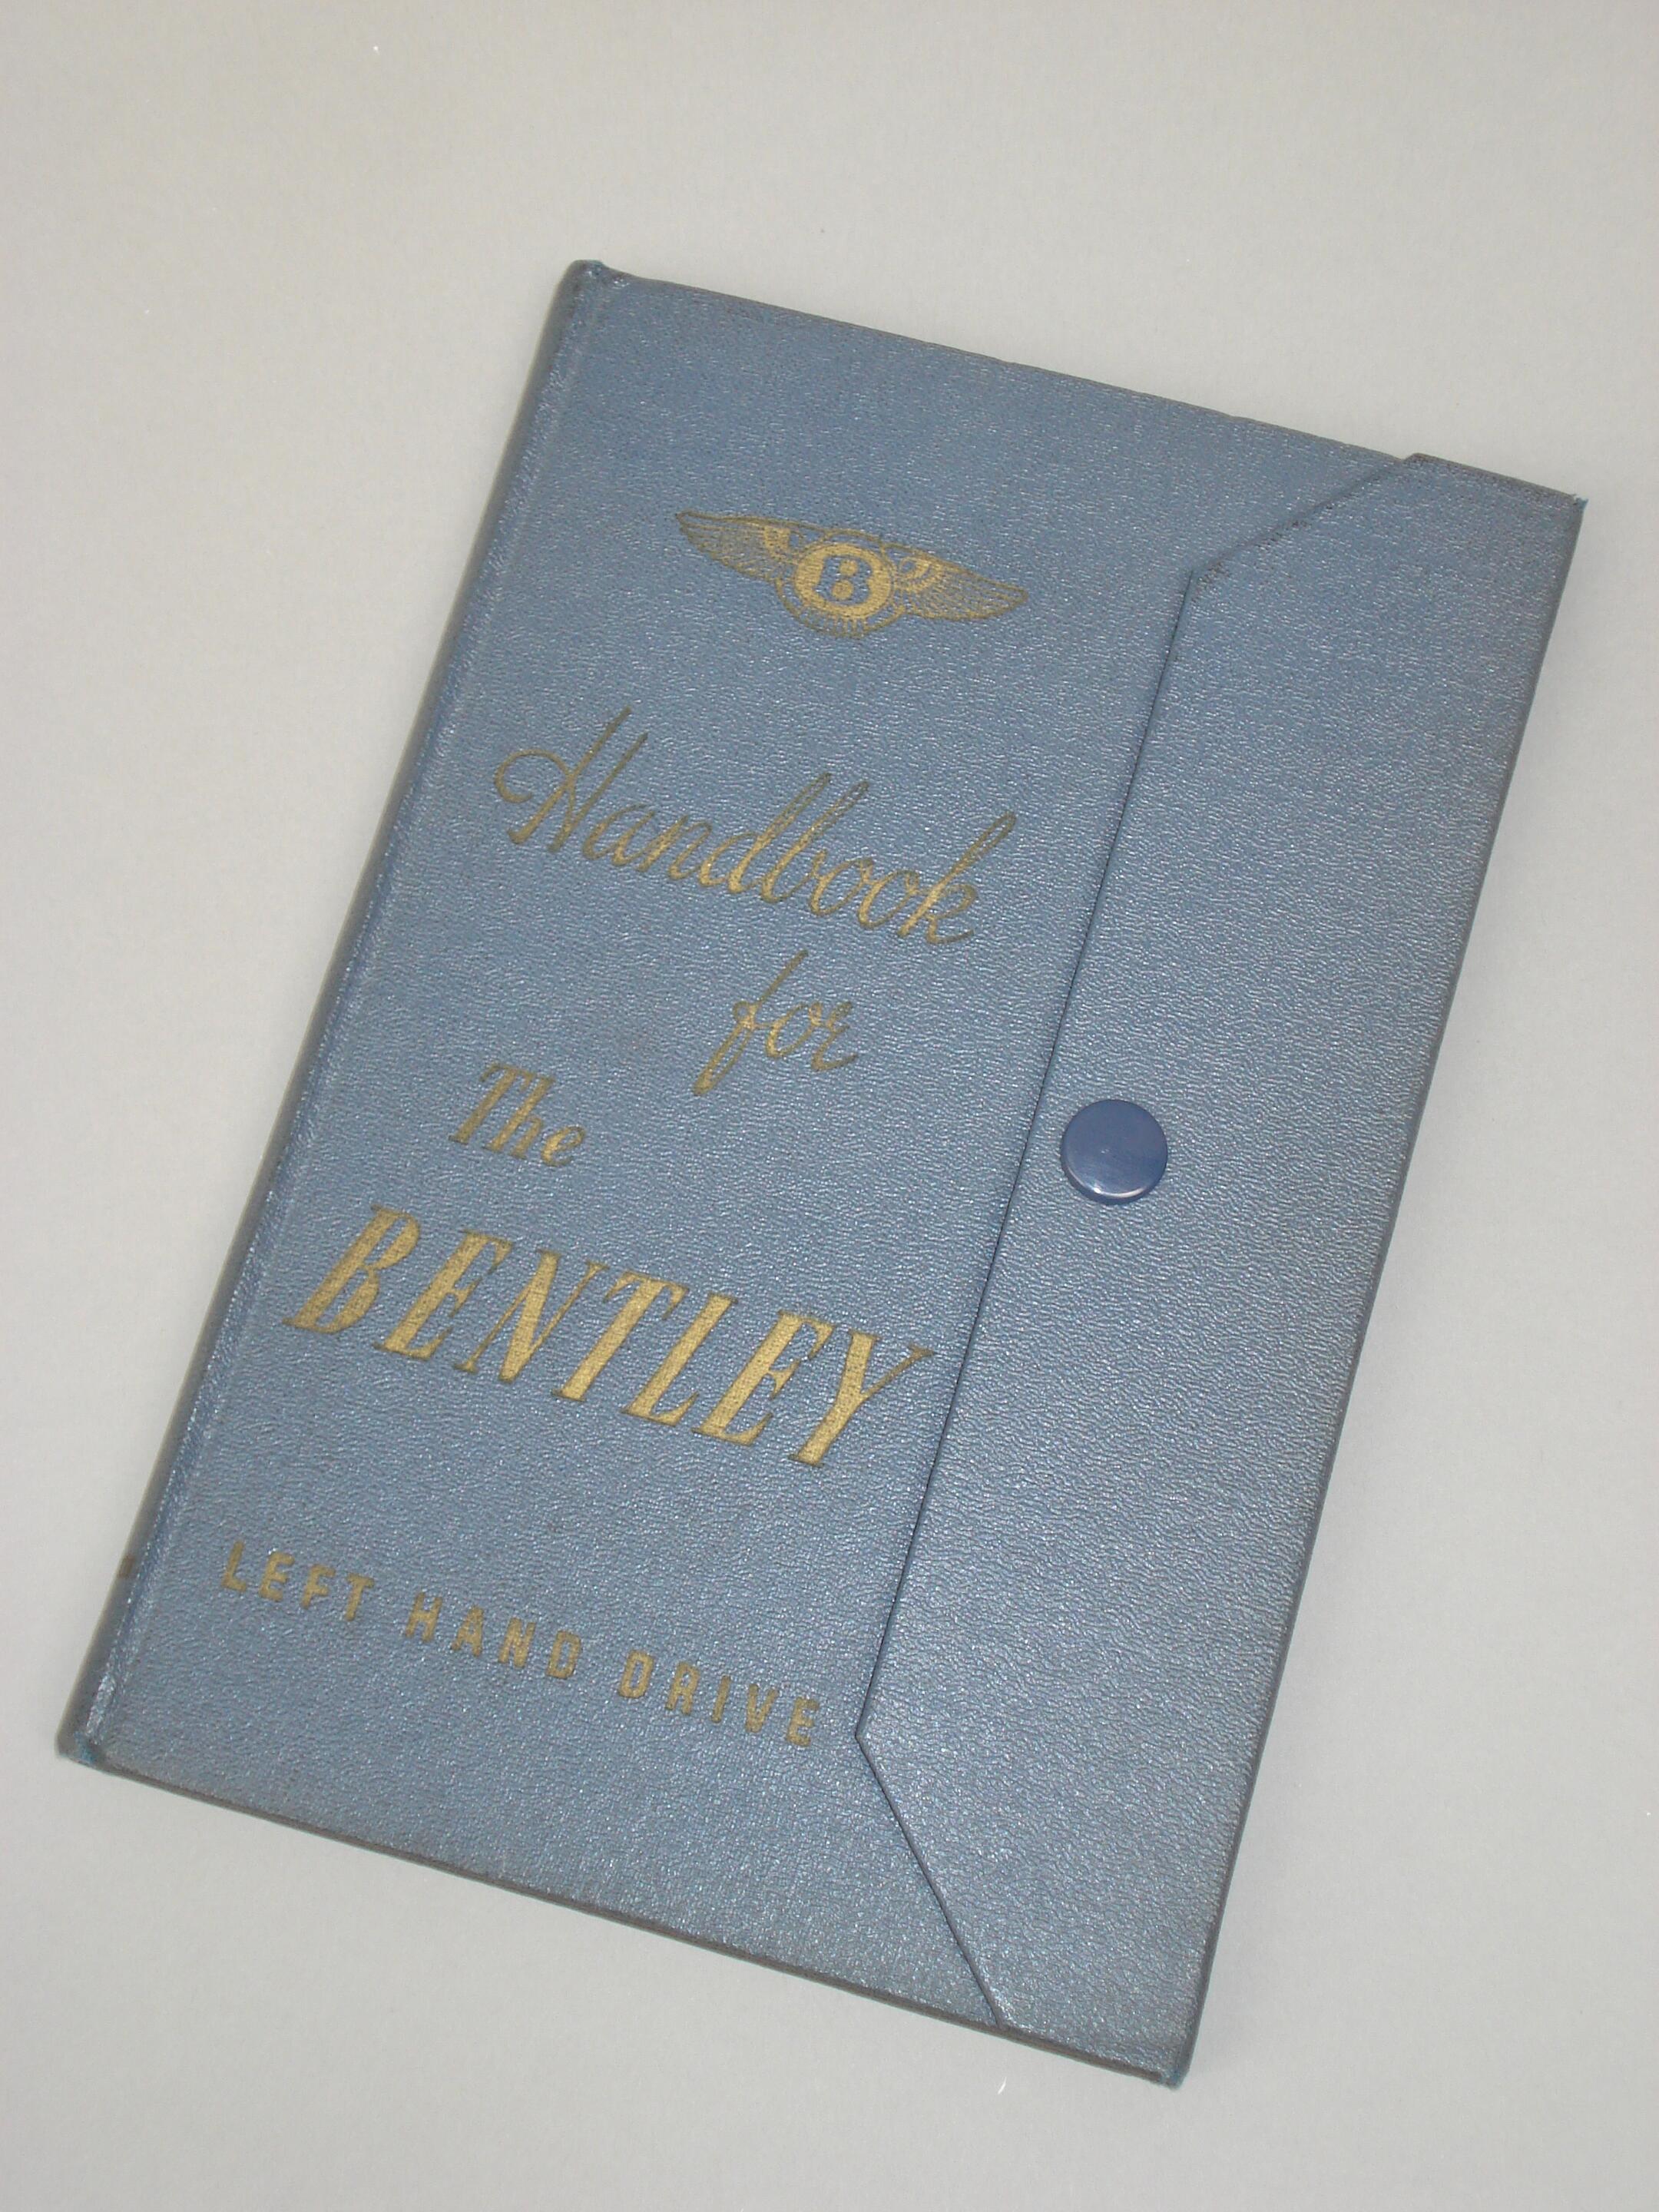 B
Handbook
for
The
BENTLEY
LEFT HAND DRIVE